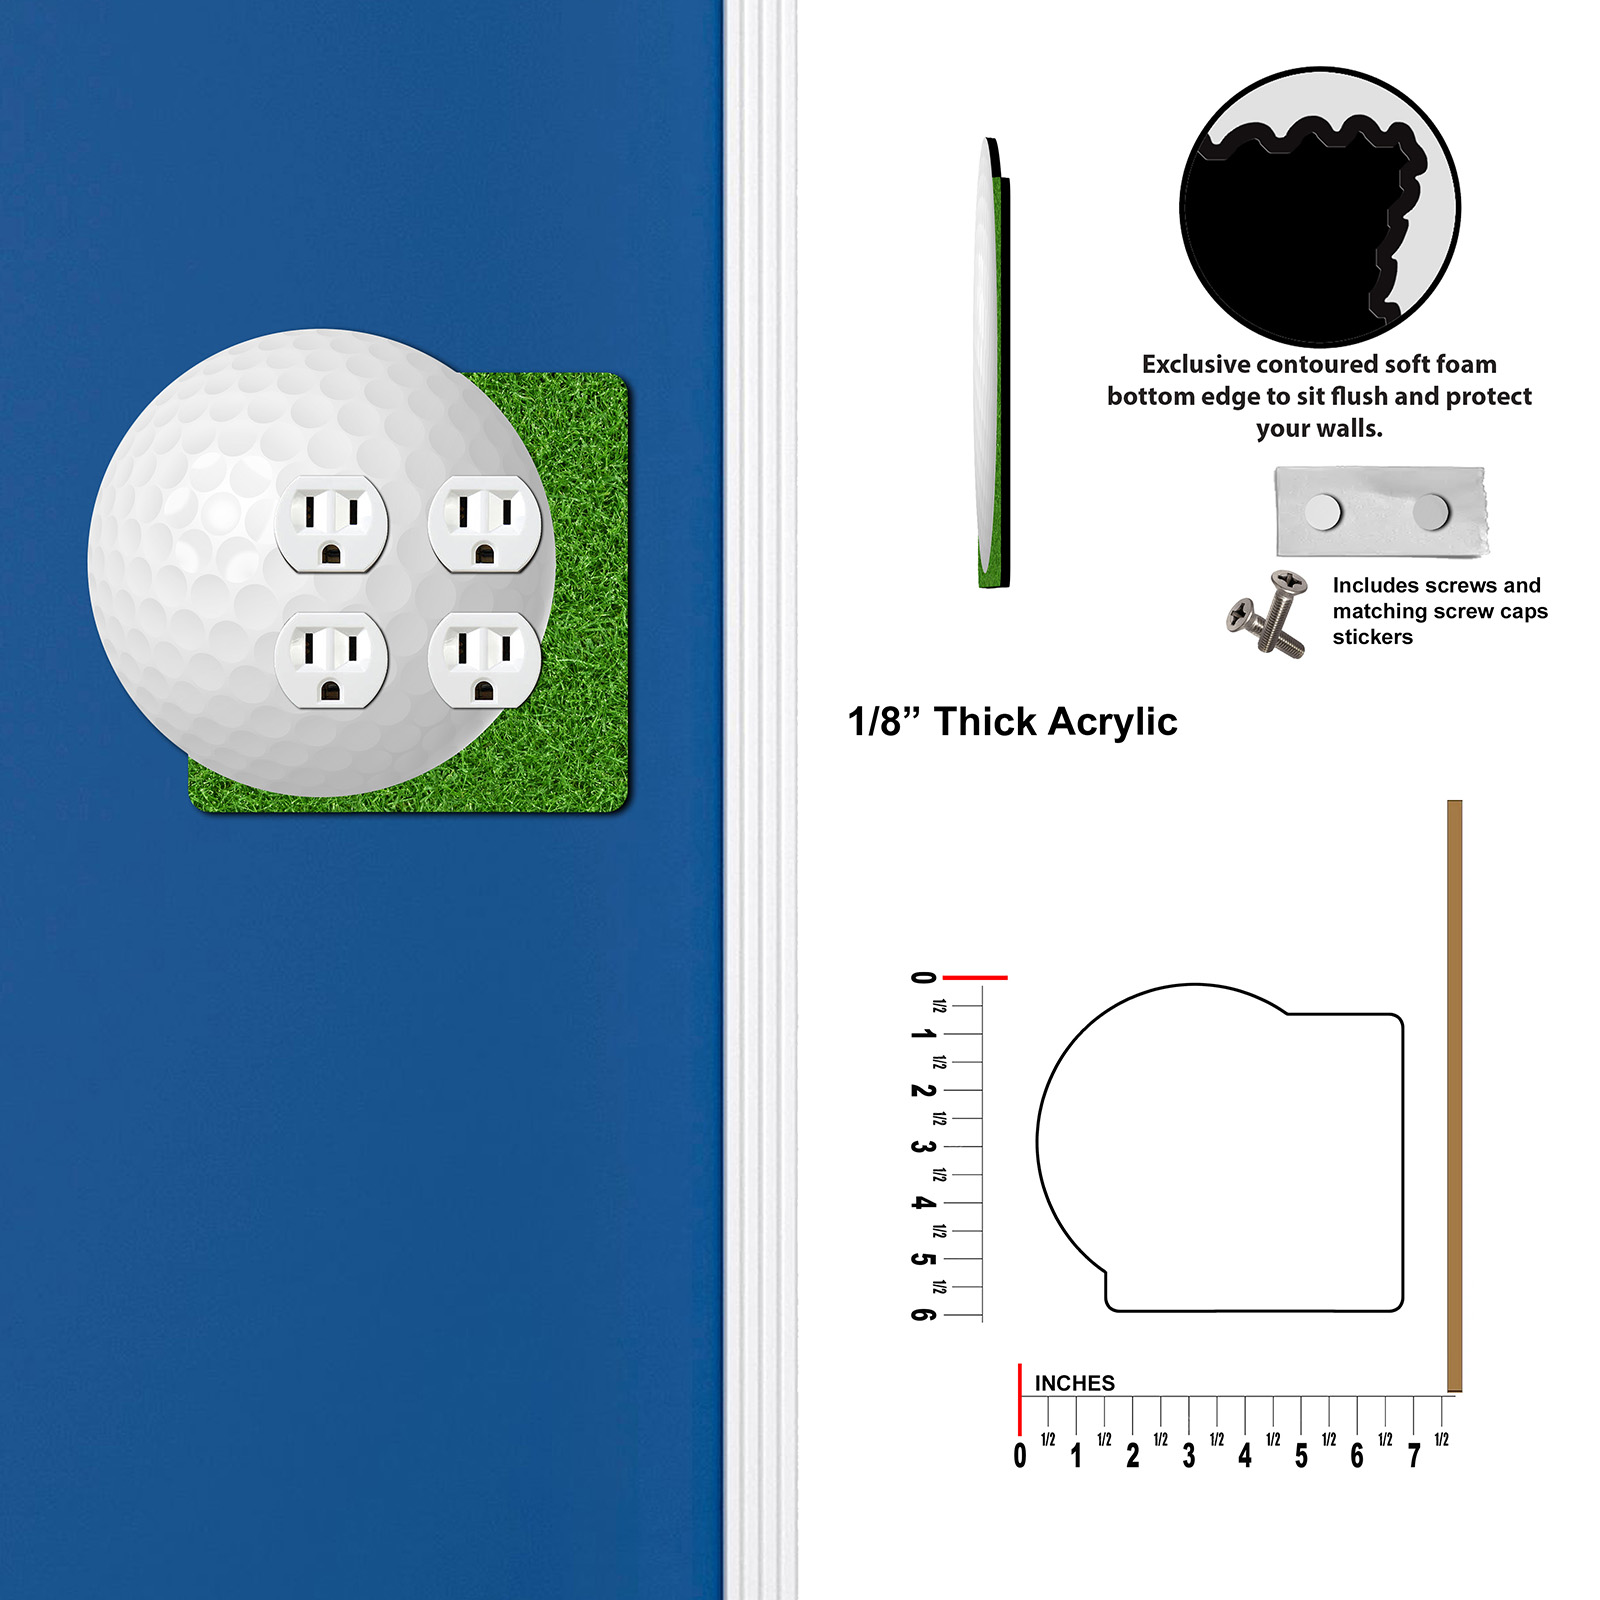 Exclusive contoured soft foam
bottom edge to sit flush and protect
your walls.
Includes screws and
matching screw caps
stickers
1/8” Thick Acrylic
0
1/2
1
1/2
2
1/2
3
1/2
4
1/2
5
1/2
6
INCHES
0 1/2 1 1/2 2 1/2 3 1/2 4 1/2 5 1/2 6 1/2 7 1/2